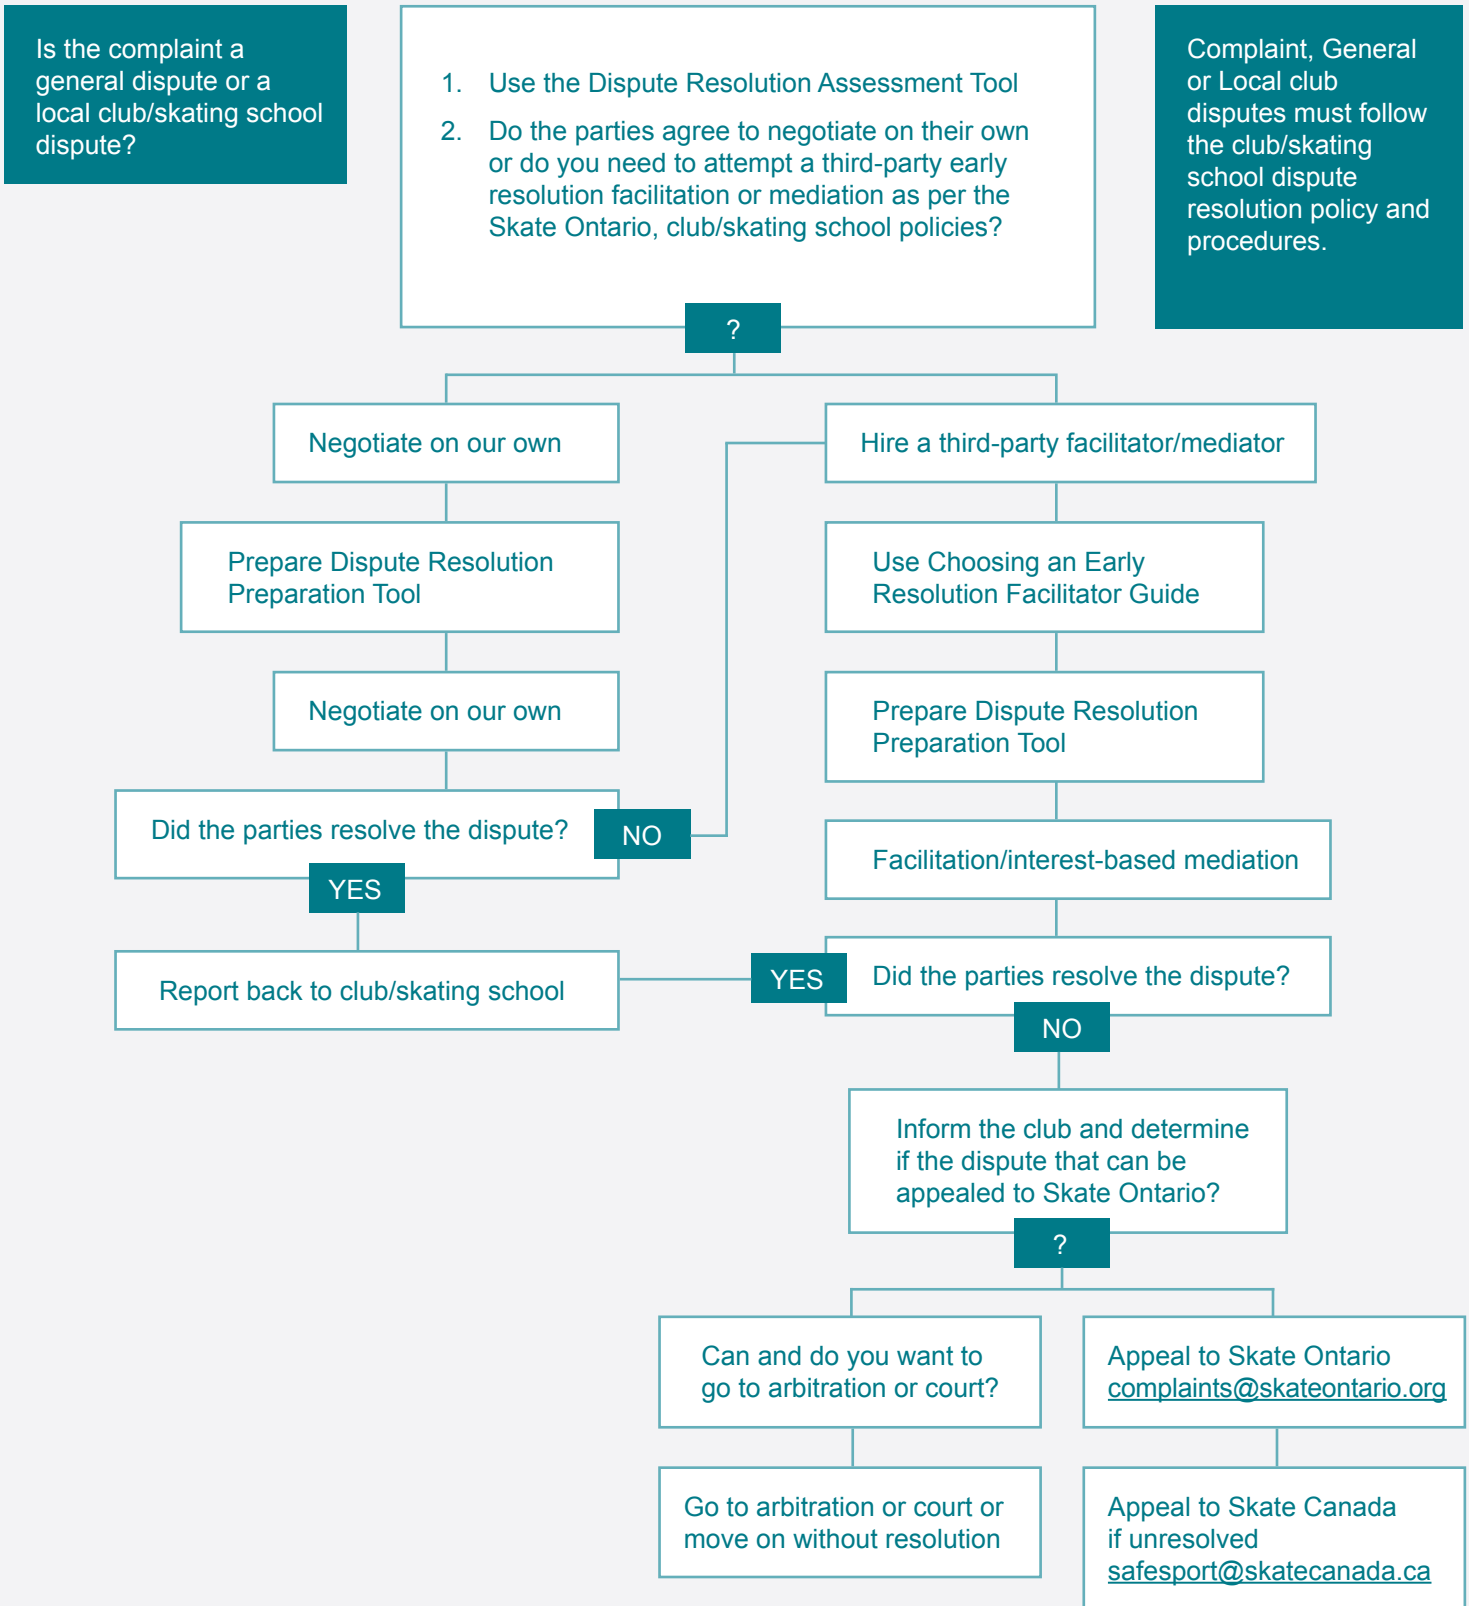 Is the complaint a
general dispute or a
local club/skating school
dispute?
1. Use the Dispute Resolution Assessment Tool
2. Do the parties agree to negotiate on their own
or do you need to attempt a third-party early
resolution facilitation or mediation as per the
Skate Ontario, club/skating school policies?
Complaint, General
or Local club
disputes must follow
the club/skating
school dispute
resolution policy and
procedures.
?
Negotiate on our own
Prepare Dispute Resolution
Preparation Tool
Negotiate on our own
Did the parties resolve the dispute?
NO
YES
Report back to club/skating school
Hire a third-party facilitator/mediator
Use Choosing an Early
Resolution Facilitator Guide
Prepare Dispute Resolution
Preparation Tool
Facilitation/interest-based mediation
YES
Did the parties resolve the dispute?
NO
Inform the club and determine
if the dispute that can be
appealed to Skate Ontario?
?
Can and do you want to
go to arbitration or court?
Go to arbitration or court or
move on without resolution
Appeal to Skate Ontario
complaints@skateontario.org
Appeal to Skate Canada
if unresolved
safesport@skatecanada.ca